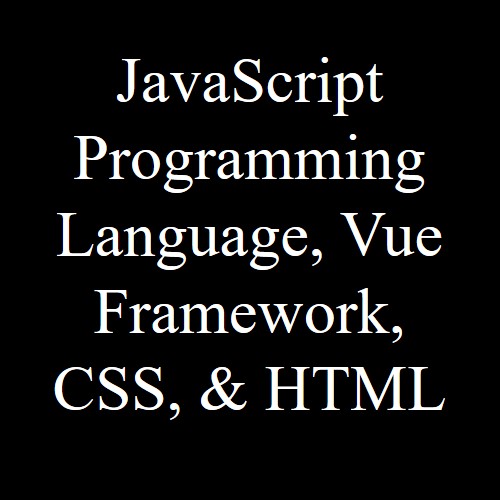 JavaScript
Programming
Language, Vue
Framework,
CSS, & HTML